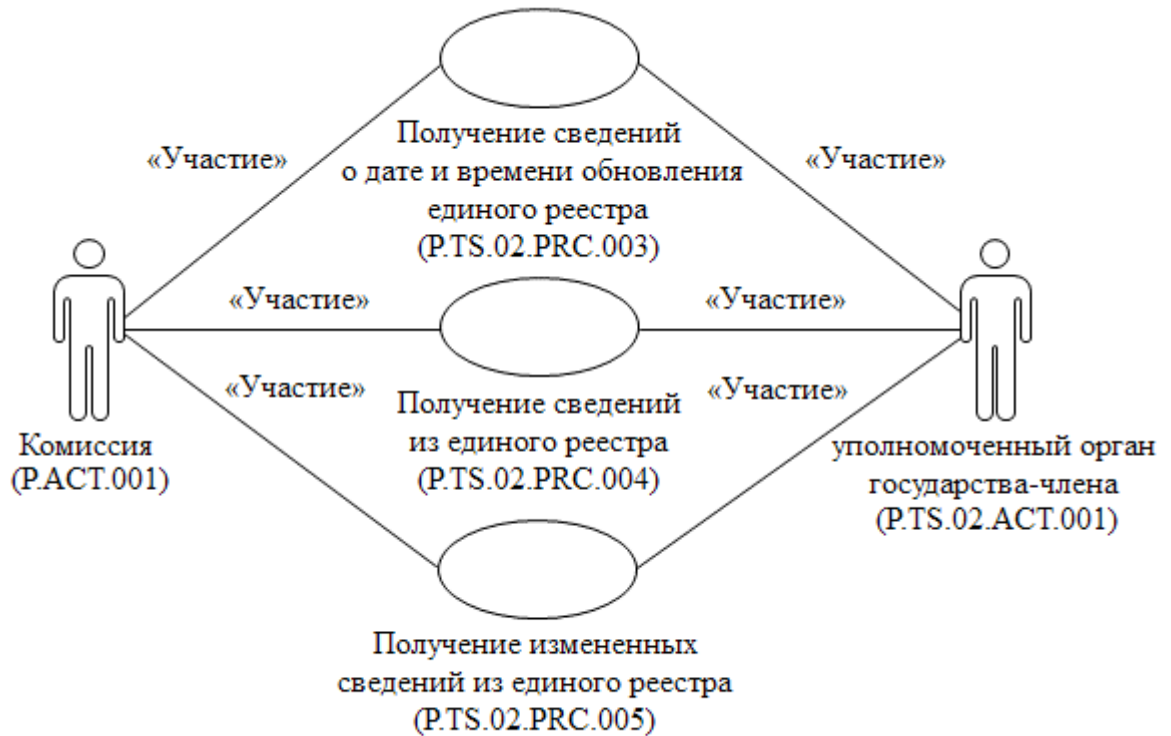 Получение сведений
о дате и времени обновления
единого реестра
(P.TS.02.PRC.003)
«Участие»
«Участие»
«Участие»
«Участие»
«Участие»
«Участие»
Получение сведений
из единого реестра
(P.TS.02.PRC.004)
Комиссия
(P.ACT.001)
уполномоченный орган
государства-члена
(P.TS.02.ACT.001)
Получение измененных
сведений из единого реестра
(P.TS.02.PRC.005)